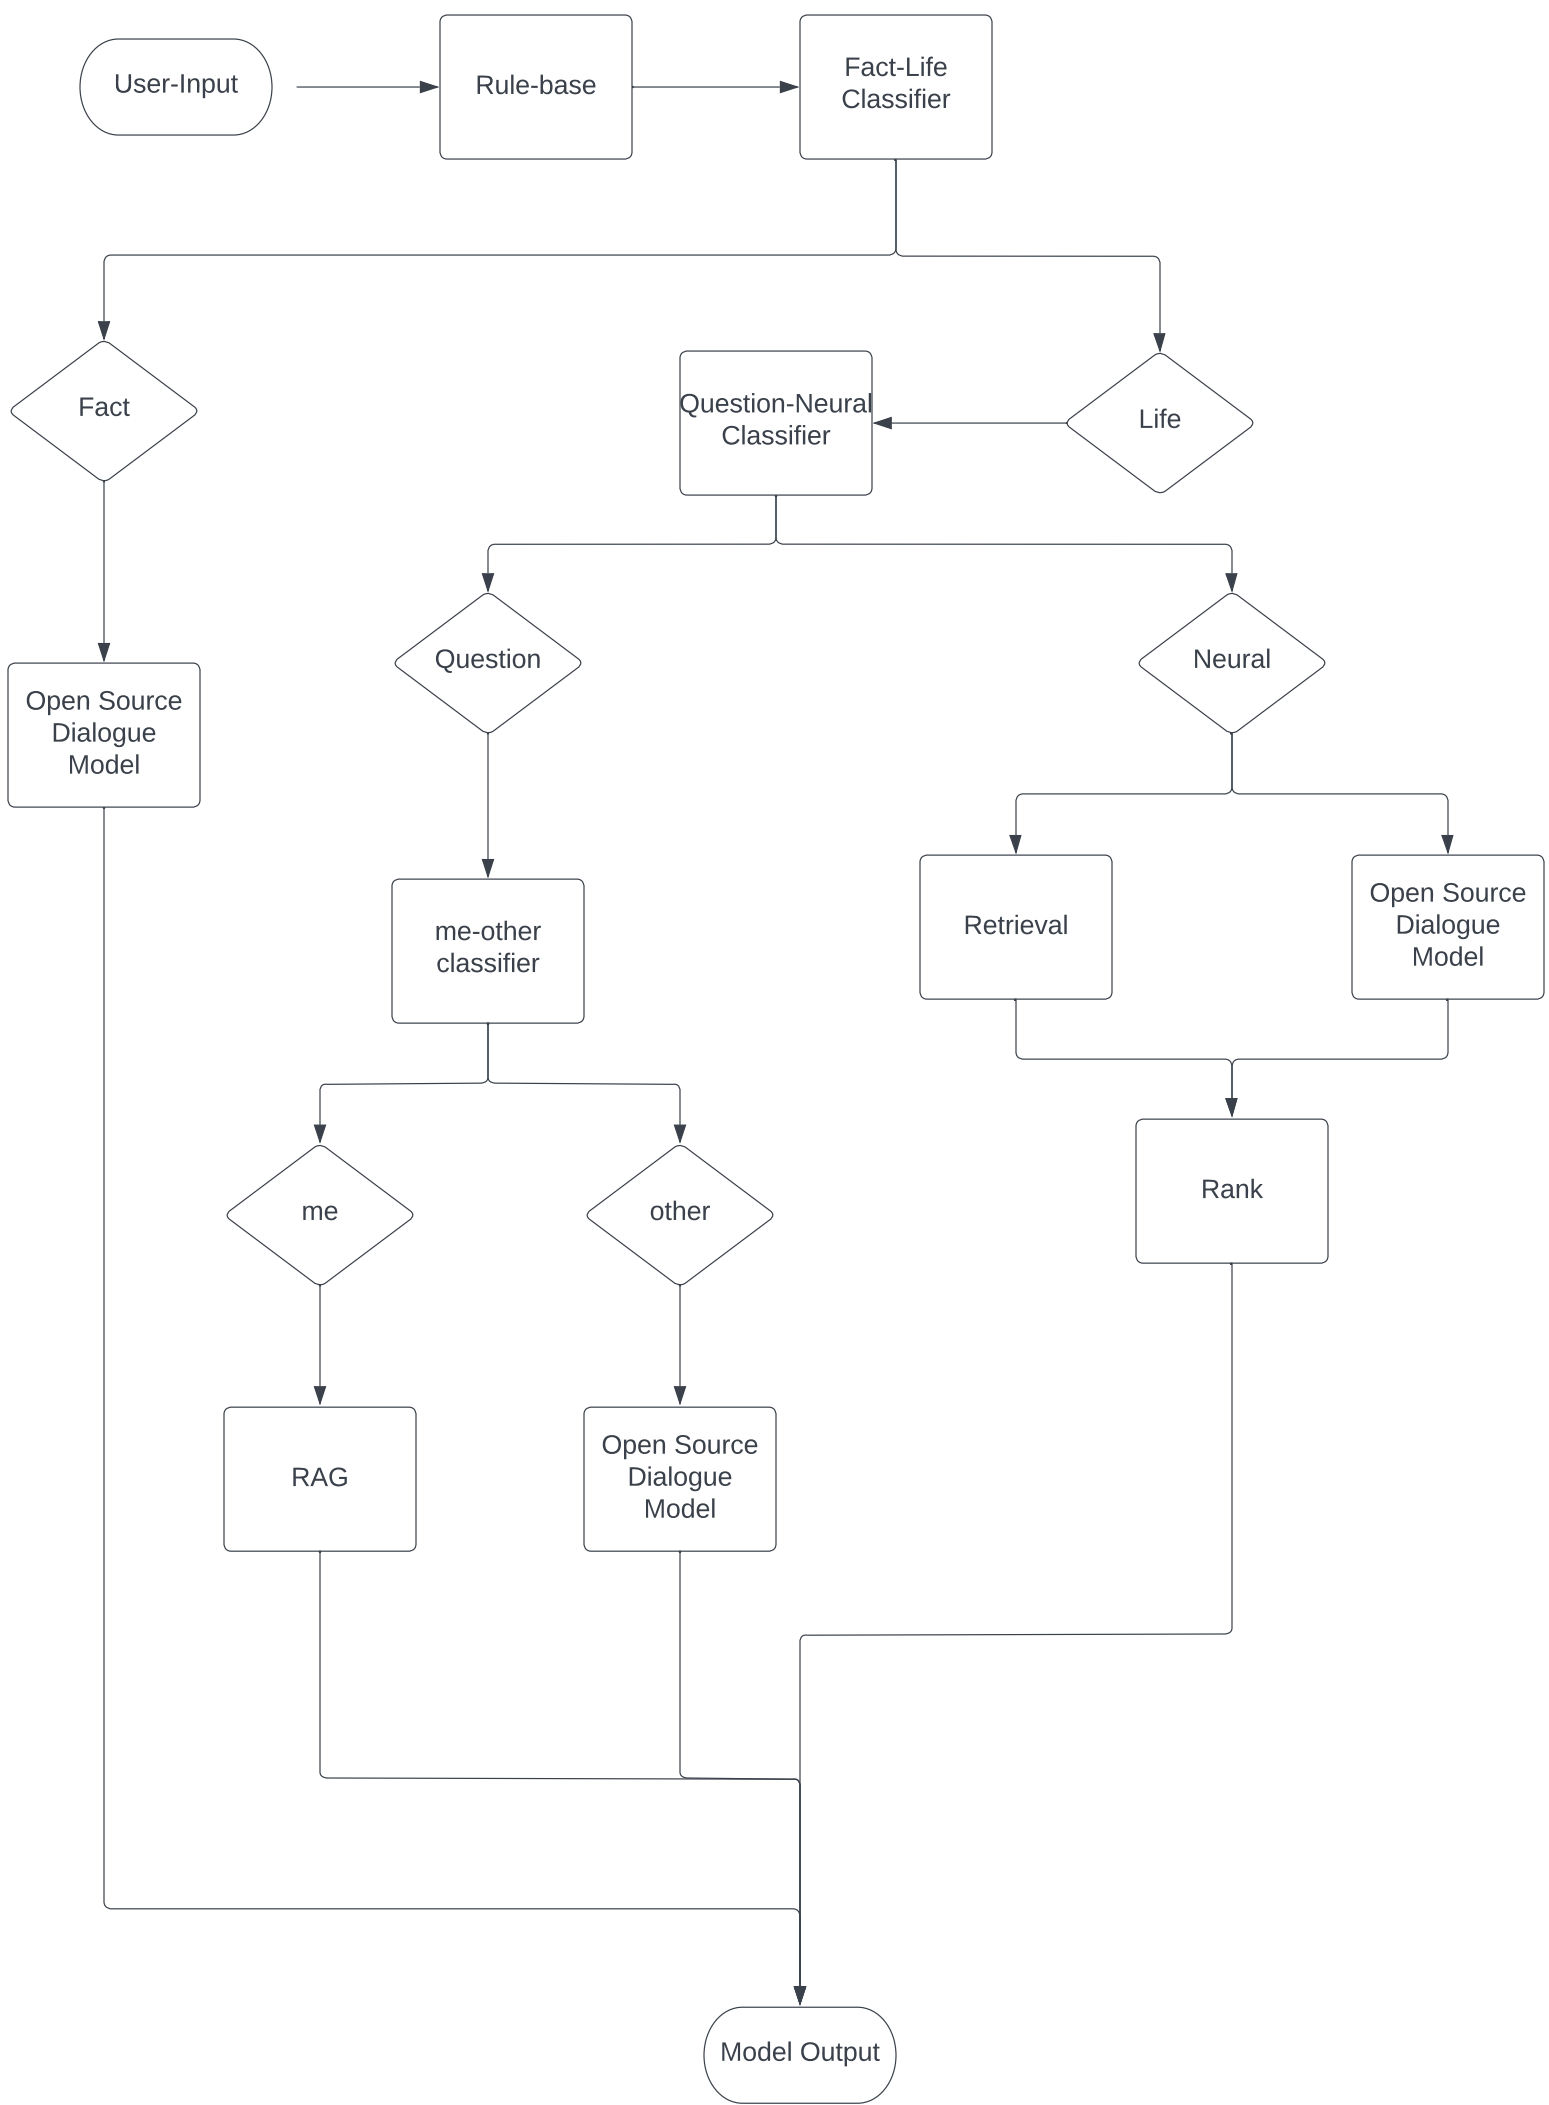 User-Input
Rule-base
Fact-Life
Classifier
Fact
Question-Neural
Classifier
Life
Question
Neural
Open Source
Dialogue
Model
me-other
classifier
Retrieval
Open Source
Dialogue
Model
me
other
Rank
RAG
Open Source
Dialogue
Model
Model Output